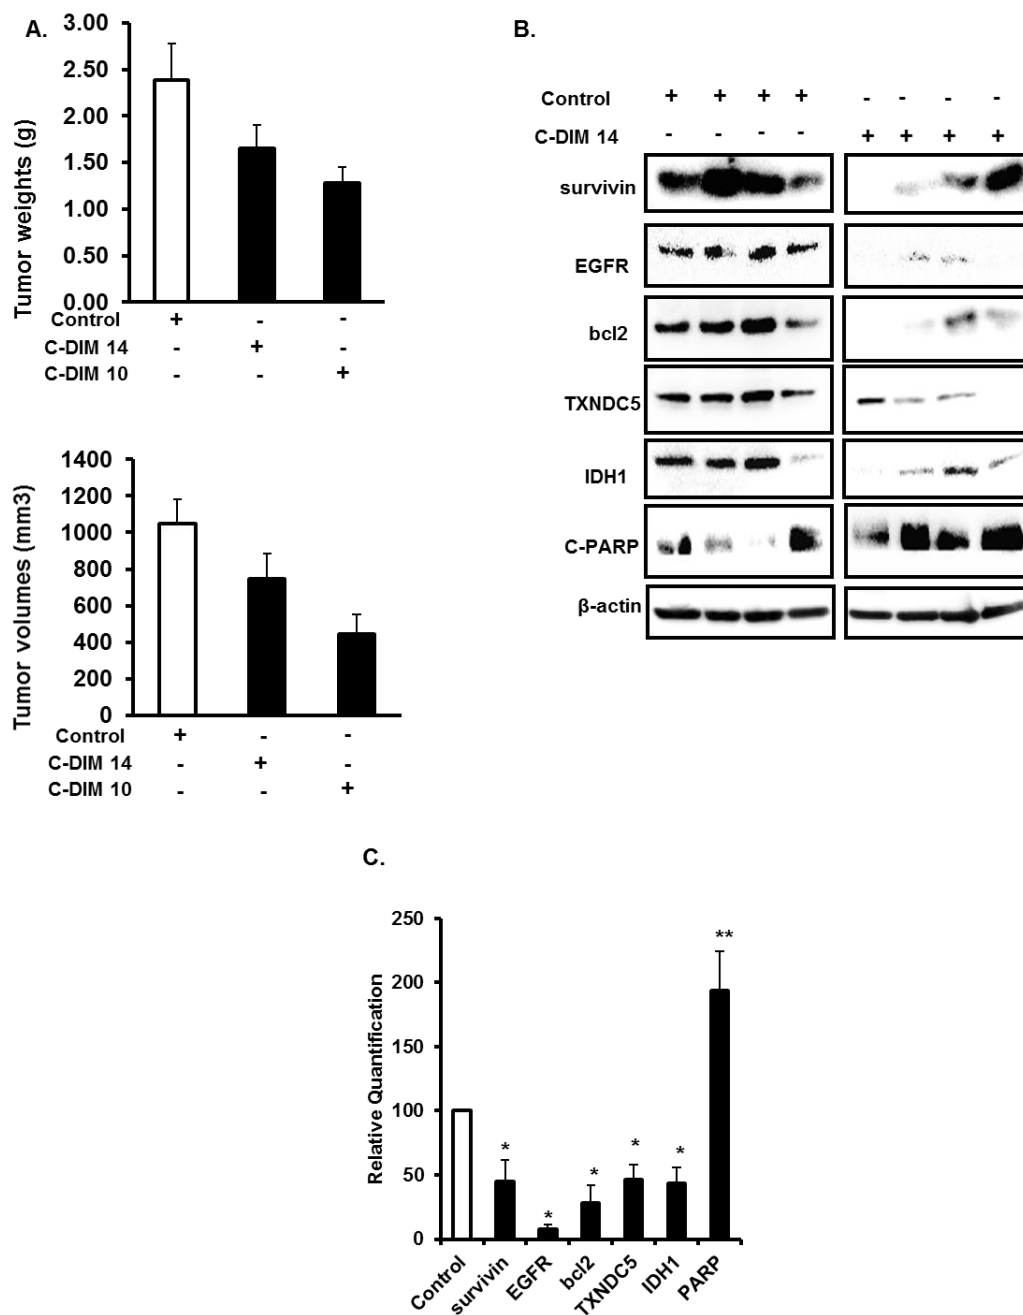 A.
3.00
2.50
2.00
1.50
1.00
0.50
0.00
Tumor weights (g)
Control + - -
C-DIM 14 - + -
C-DIM 10 - - +
1400
1200
1000
800
600
400
200
0
Tumor volumes (mm3)
Control + - -
C-DIM 14 - + -
C-DIM 10 - - +
B.
Control + + + + - - - -
C-DIM 14 - - - - + + + +
survivin
EGFR
bcl2
TXNDC5
IDH1
C-PARP
β-actin
C.
250
200
150
100
50
0
Relative Quantification
* * * * * **
Control survivin EGFR bcl2 TXNDC5 IDH1 PARP